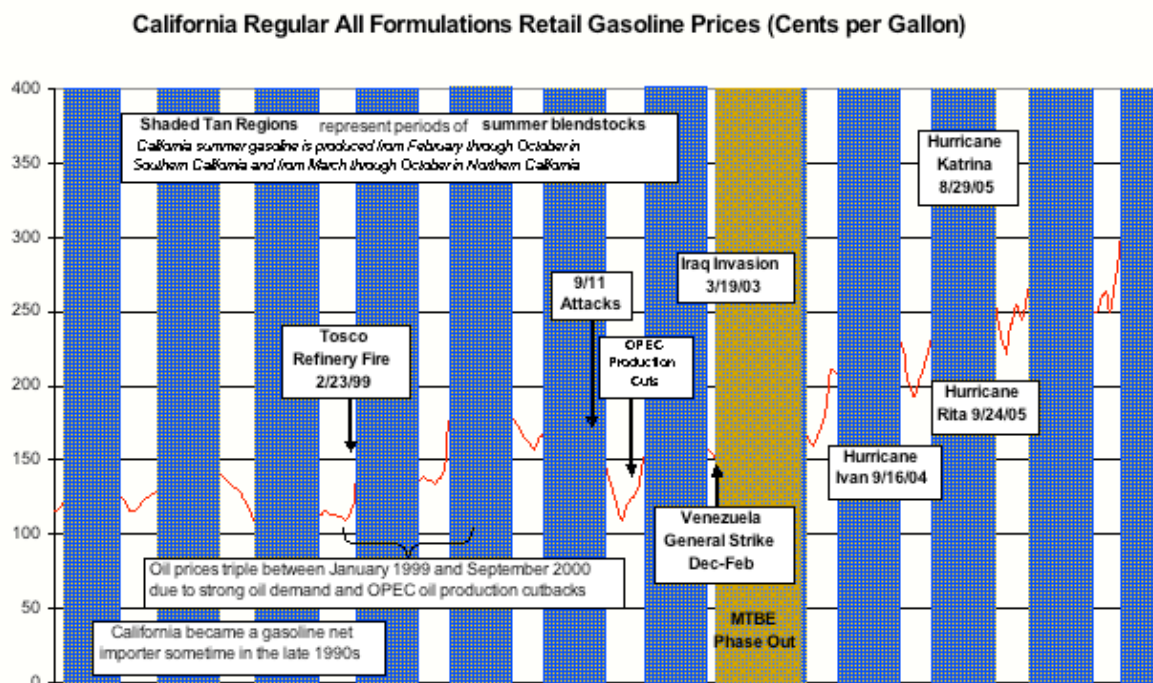 California Regular All Formulations Retail Gasoline Prices (Cents per Gallon)
400
350
300
250
200
150
100
50
0
Shaded Tan Regions represent periods of summer blendstocks
California summer gasoline is produced from February through October in
Southern California and from March through October in Northern California
Hurricane
Katrina
8/29/05
Iraq Invasion
3/19/03
9/11
Attacks
Tosco
Refinery Fire
2/23/99
OPEC
Production
Cuts
Hurricane
Rita 9/24/05
Hurricane
Ivan 9/16/04
Venezuela
General Strike
Dec-Feb
Oil prices triple between January 1999 and September 2000
due to strong oil demand and OPEC oil production cutbacks
MTBE
Phase Out
California became a gasoline net
importer sometime in the late 1990s